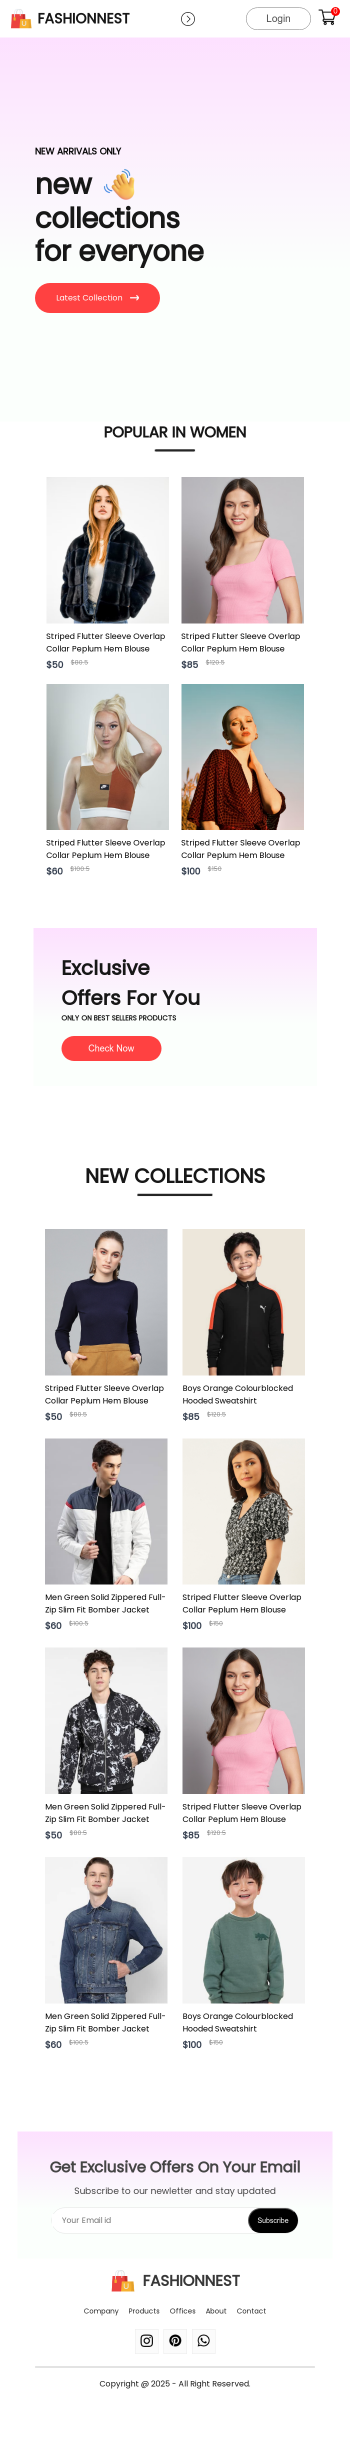 FASHIONNEST
Login
0
NEW ARRIVALS ONLY
new
collections
for everyone
Latest Collection
POPULAR IN WOMEN
Striped Flutter Sleeve Overlap
Collar Peplum Hem Blouse
$50 $80.5
Striped Flutter Sleeve Overlap
Collar Peplum Hem Blouse
$85 $120.5
Striped Flutter Sleeve Overlap
Collar Peplum Hem Blouse
$60 $100.5
Striped Flutter Sleeve Overlap
Collar Peplum Hem Blouse
$100 $150
Exclusive
Offers For You
ONLY ON BEST SELLERS PRODUCTS
Check Now
NEW COLLECTIONS
Striped Flutter Sleeve Overlap
Collar Peplum Hem Blouse
$50 $80.5
Boys Orange Colourblocked
Hooded Sweatshirt
$85 $120.5
Men Green Solid Zippered Full-
Zip Slim Fit Bomber Jacket
$60 $100.5
Striped Flutter Sleeve Overlap
Collar Peplum Hem Blouse
$100 $150
Men Green Solid Zippered Full-
Zip Slim Fit Bomber Jacket
$50 $80.5
Striped Flutter Sleeve Overlap
Collar Peplum Hem Blouse
$85 $120.5
Men Green Solid Zippered Full-
Zip Slim Fit Bomber Jacket
$60 $100.5
Boys Orange Colourblocked
Hooded Sweatshirt
$100 $150
Get Exclusive Offers On Your Email
Subscribe to our newletter and stay updated
Your Email id
Subscribe
FASHIONNEST
Company Products Offices About Contact
Copyright @ 2025 - All Right Reserved.